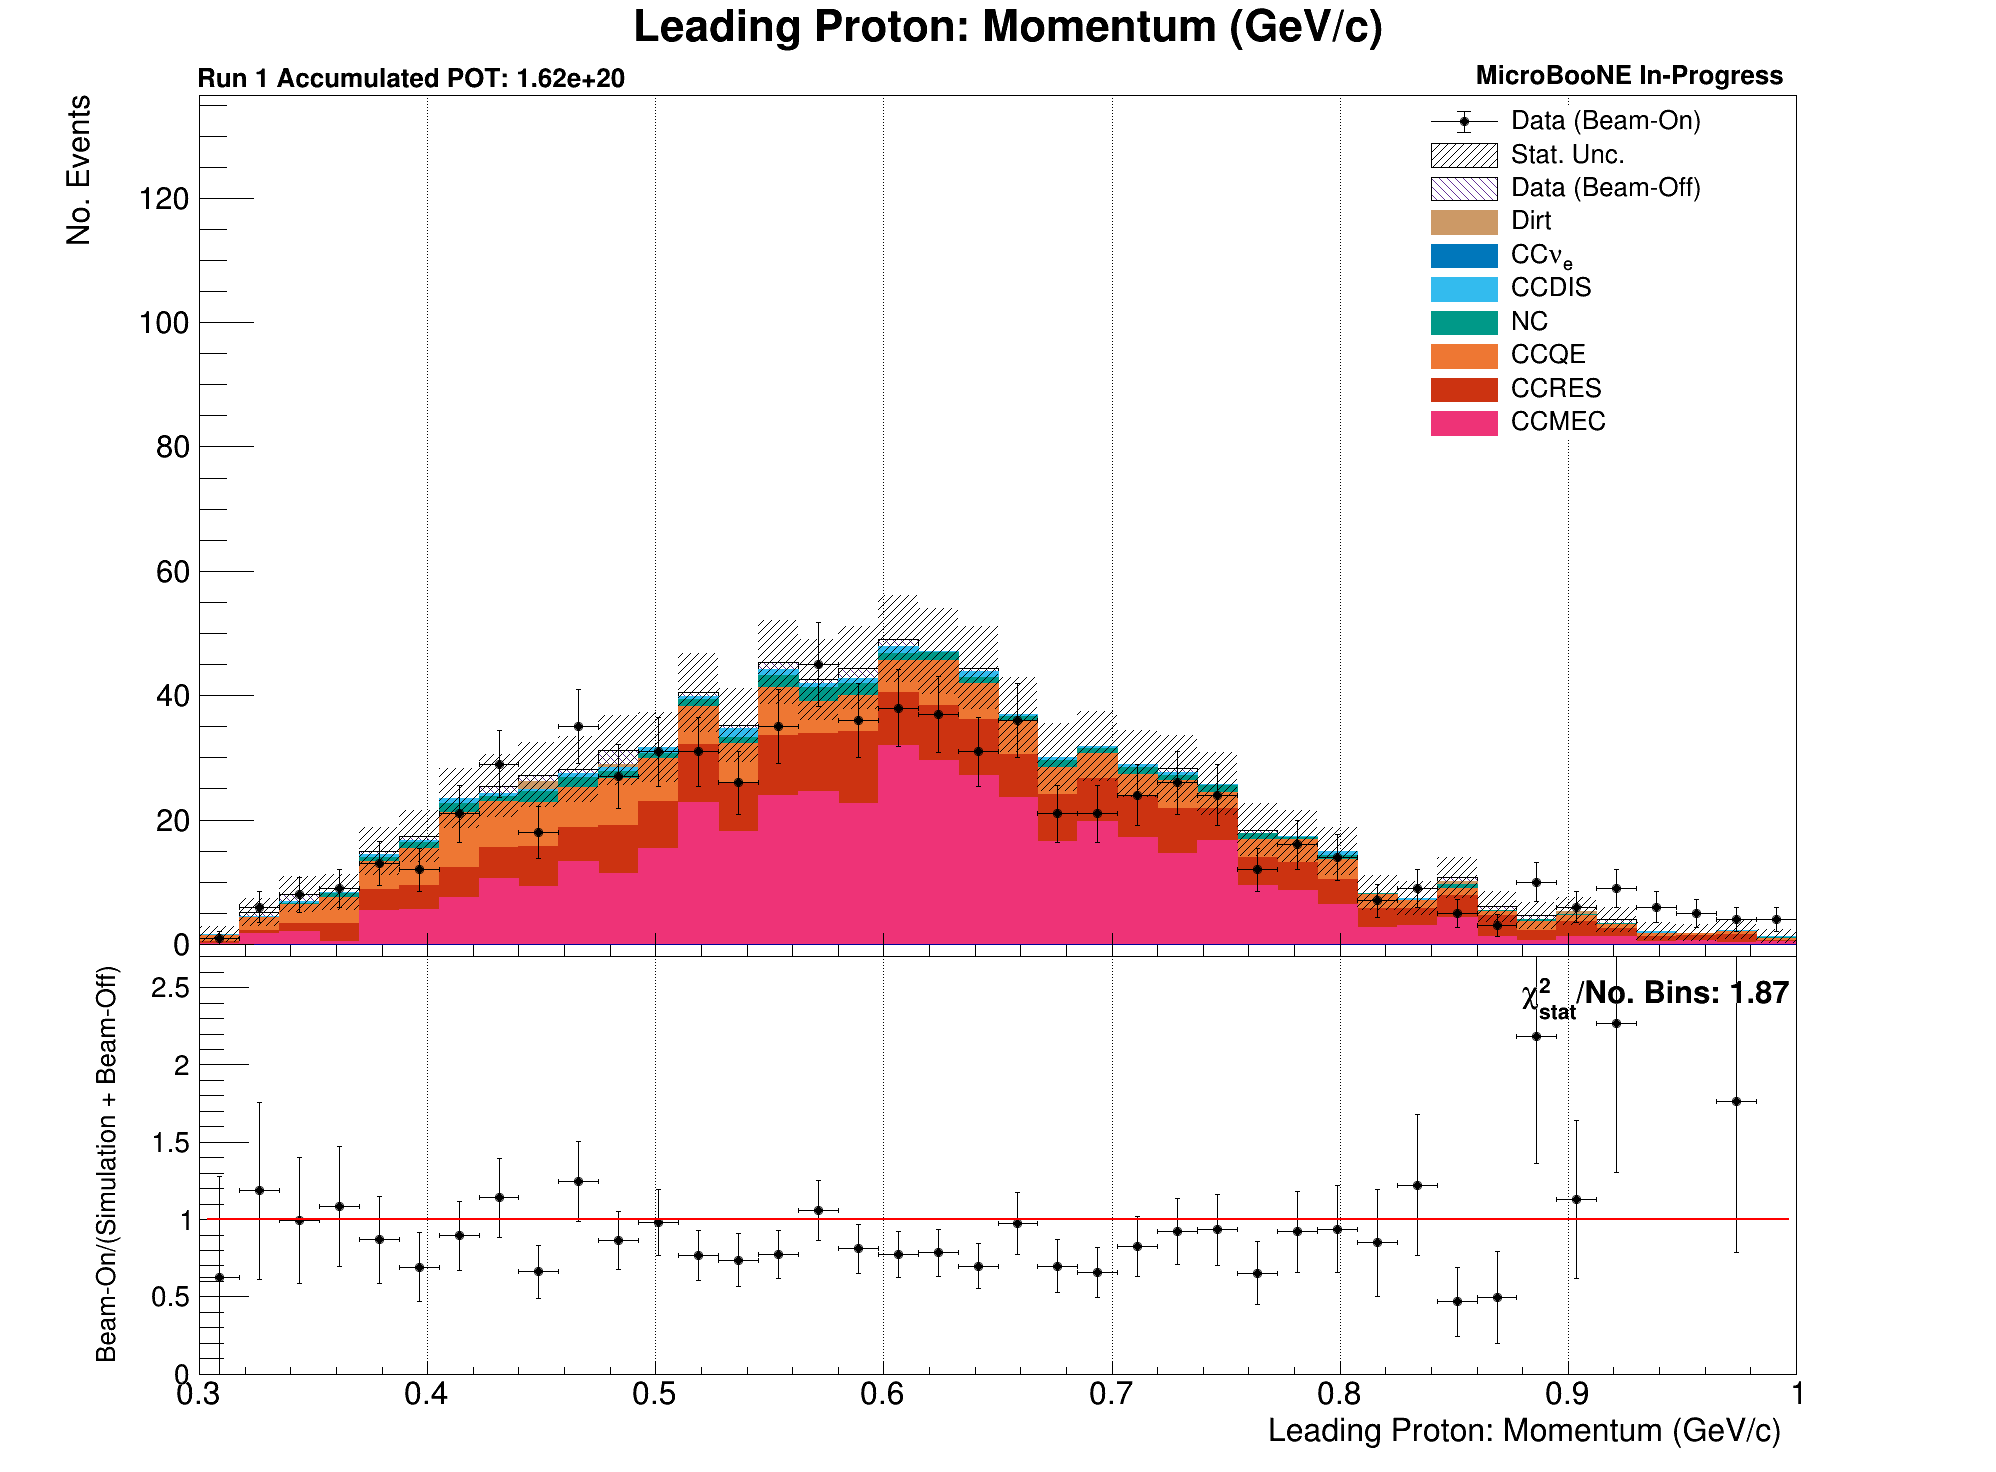 Leading Proton: Momentum (GeV/c)
Run 1 Accumulated POT: 1.62e+20
MicroBooNE In-Progress
No. Events
120
100
80
60
40
20
0
Data (Beam-On)
Stat. Unc.
Data (Beam-Off)
Dirt
CCνe
CCDIS
NC
CCQE
CCRES
CCMEC
Beam-On/(Simulation + Beam-Off)
2.5
2
1.5
1
0.5
0
χ²stat/No. Bins: 1.87
0.3 0.4 0.5 0.6 0.7 0.8 0.9 1
Leading Proton: Momentum (GeV/c)